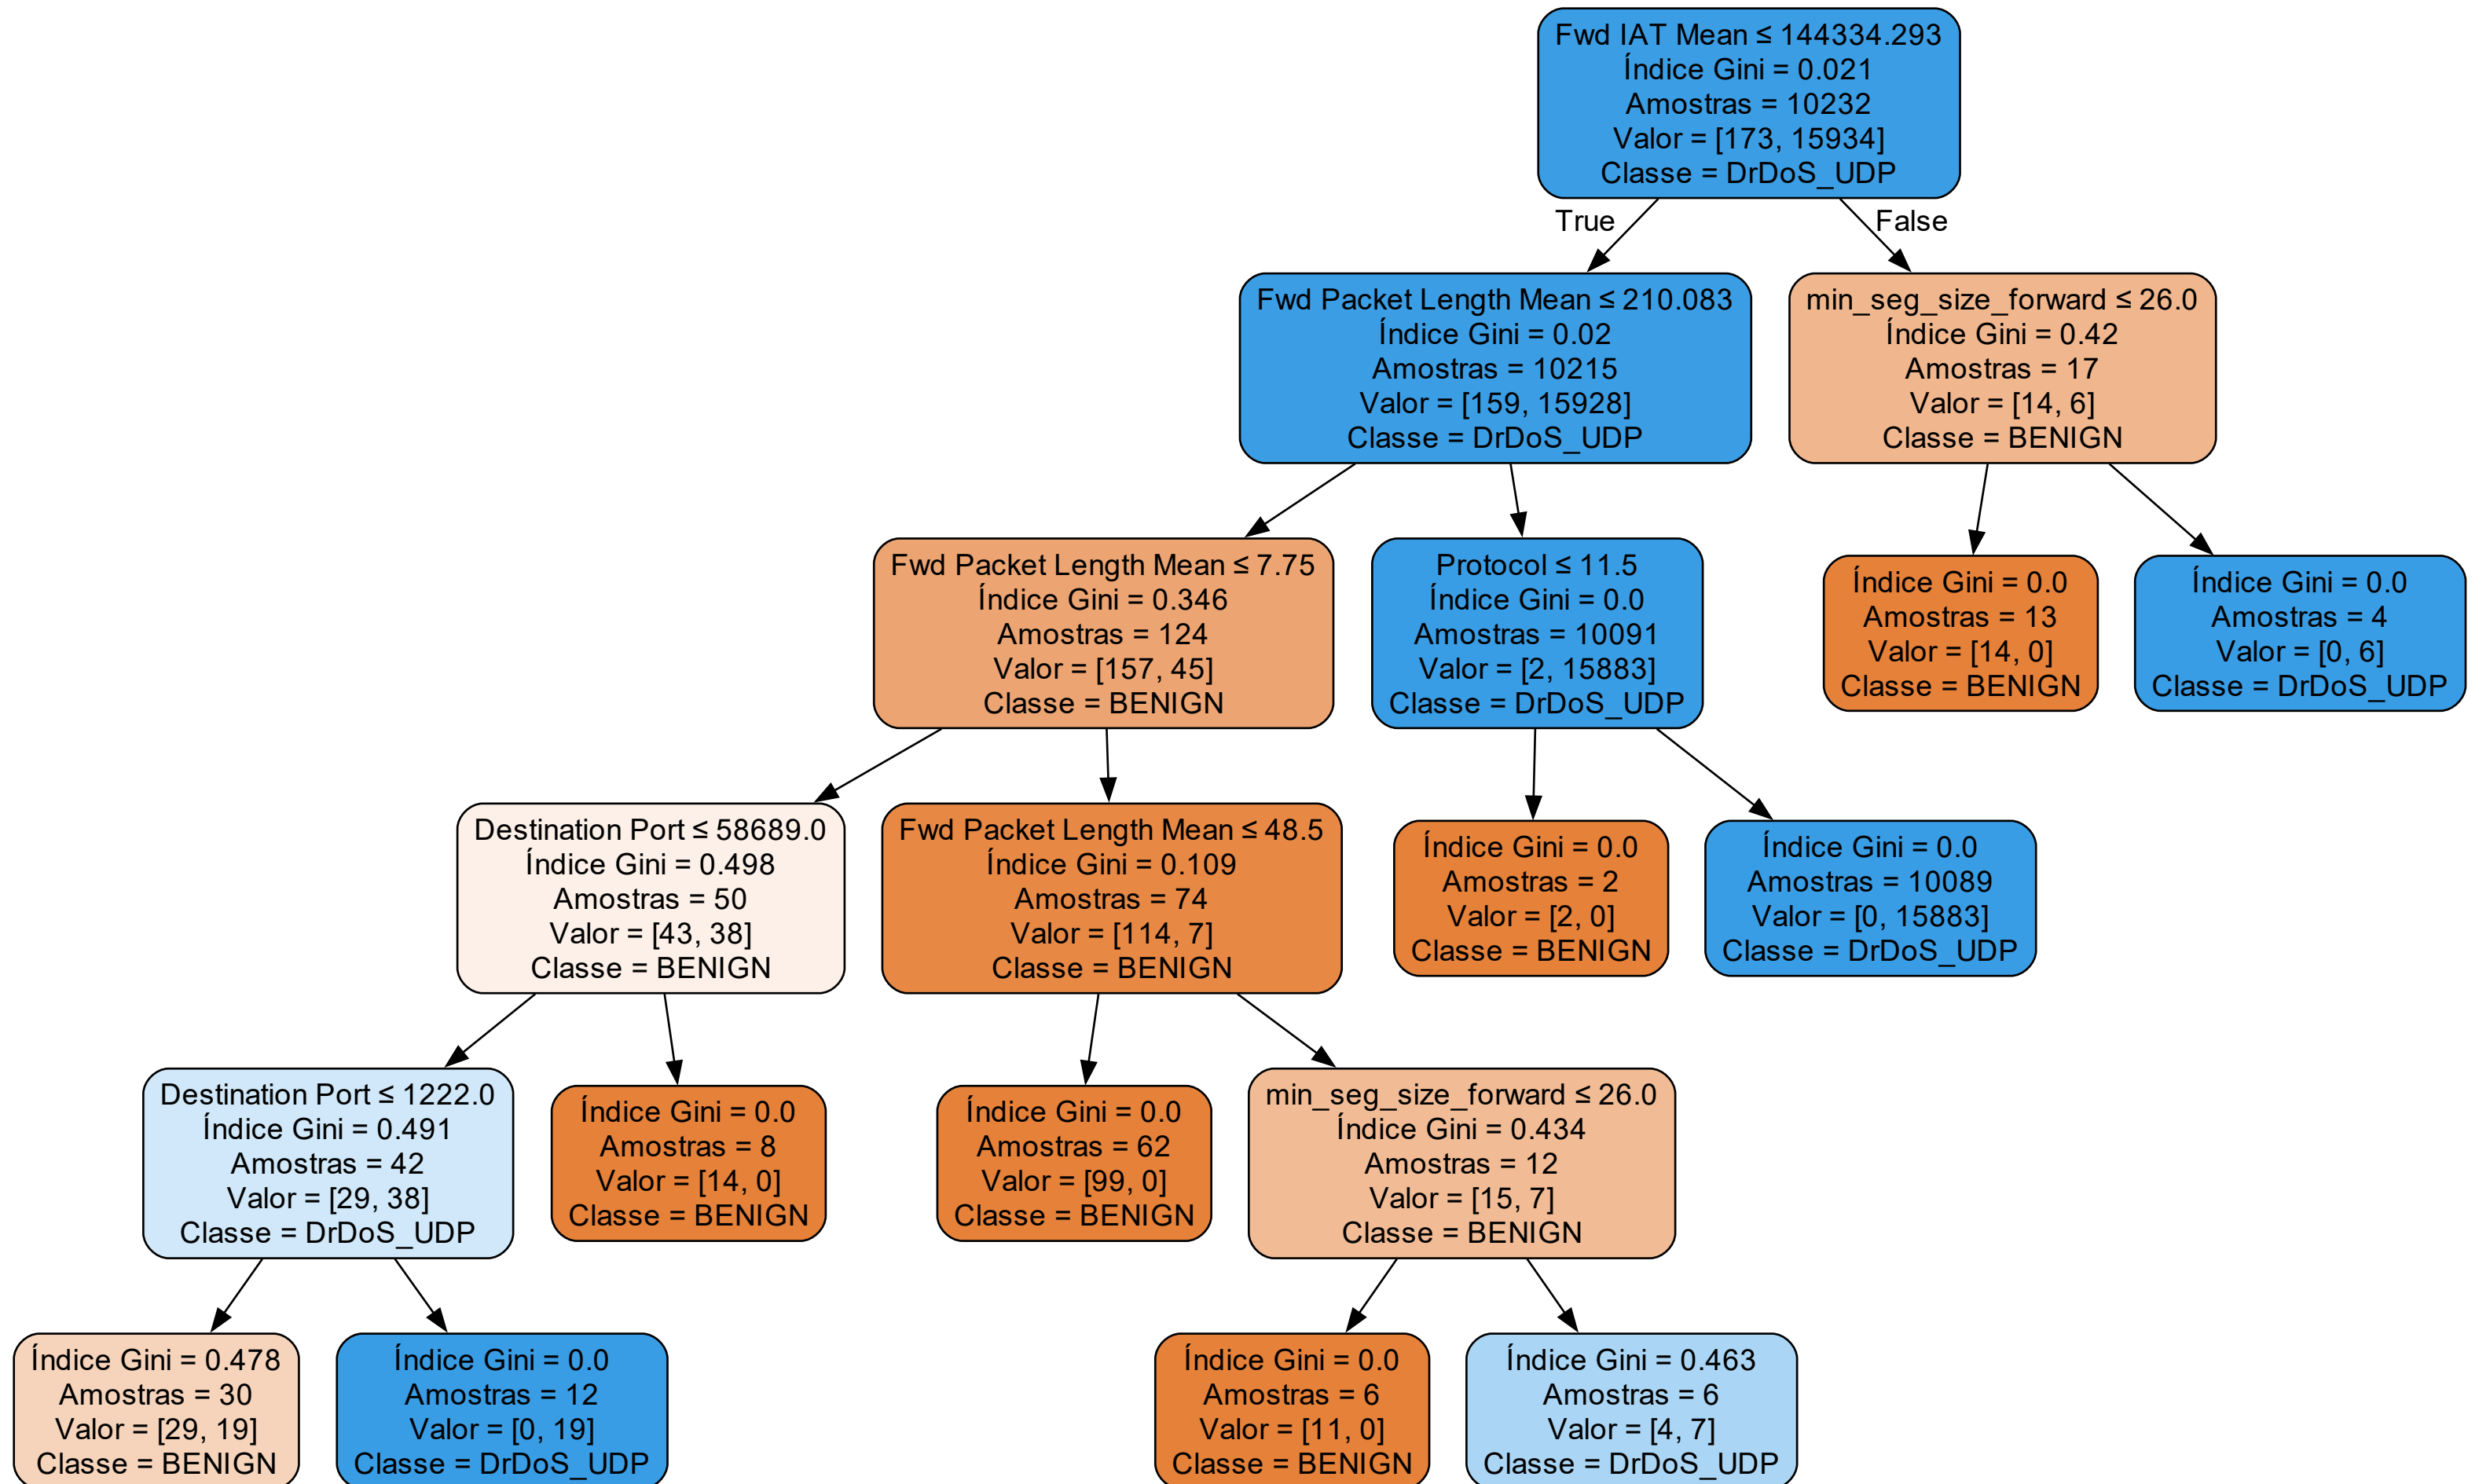 Fwd IAT Mean ≤ 144334.293
Índice Gini = 0.021
Amostras = 10232
Valor = [173, 15934]
Classe = DrDoS_UDP
True
False
Fwd Packet Length Mean ≤ 210.083
Índice Gini = 0.02
Amostras = 10215
Valor = [159, 15928]
Classe = DrDoS_UDP
min_seg_size_forward ≤ 26.0
Índice Gini = 0.42
Amostras = 17
Valor = [14, 6]
Classe = BENIGN
Fwd Packet Length Mean ≤ 7.75
Índice Gini = 0.346
Amostras = 124
Valor = [157, 45]
Classe = BENIGN
Protocol ≤ 11.5
Índice Gini = 0.0
Amostras = 10091
Valor = [2, 15883]
Classe = DrDoS_UDP
Índice Gini = 0.0
Amostras = 13
Valor = [14, 0]
Classe = BENIGN
Índice Gini = 0.0
Amostras = 4
Valor = [0, 6]
Classe = DrDoS_UDP
Destination Port ≤ 58689.0
Índice Gini = 0.498
Amostras = 50
Valor = [43, 38]
Classe = BENIGN
Fwd Packet Length Mean ≤ 48.5
Índice Gini = 0.109
Amostras = 74
Valor = [114, 7]
Classe = BENIGN
Índice Gini = 0.0
Amostras = 2
Valor = [2, 0]
Classe = BENIGN
Índice Gini = 0.0
Amostras = 10089
Valor = [0, 15883]
Classe = DrDoS_UDP
Destination Port ≤ 1222.0
Índice Gini = 0.491
Amostras = 42
Valor = [29, 38]
Classe = DrDoS_UDP
Índice Gini = 0.0
Amostras = 8
Valor = [14, 0]
Classe = BENIGN
Índice Gini = 0.0
Amostras = 62
Valor = [99, 0]
Classe = BENIGN
min_seg_size_forward ≤ 26.0
Índice Gini = 0.434
Amostras = 12
Valor = [15, 7]
Classe = BENIGN
Índice Gini = 0.478
Amostras = 30
Valor = [29, 19]
Classe = BENIGN
Índice Gini = 0.0
Amostras = 12
Valor = [0, 19]
Classe = DrDoS_UDP
Índice Gini = 0.0
Amostras = 6
Valor = [11, 0]
Classe = BENIGN
Índice Gini = 0.463
Amostras = 6
Valor = [4, 7]
Classe = DrDoS_UDP